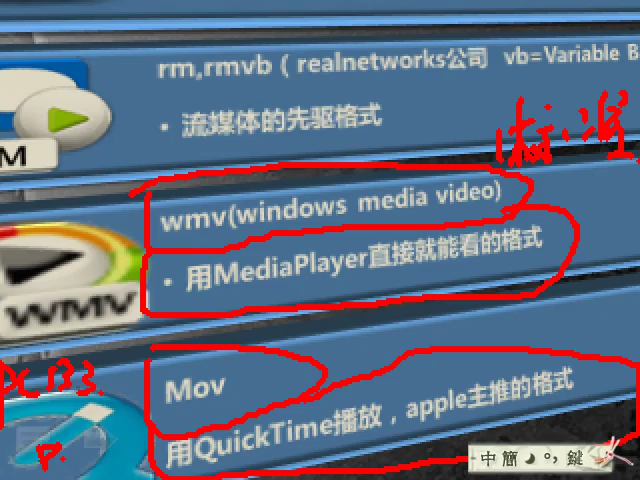 rm,rmvb ( realnetworks公司 vb=Variable B
• 流媒体的先驱格式
M
标准
wmv(windows media video)
• 用MediaPlayer直接就能看的格式
WMV
Mov
用QuickTime播放，apple主推的格式
P.
中 簡 鍵